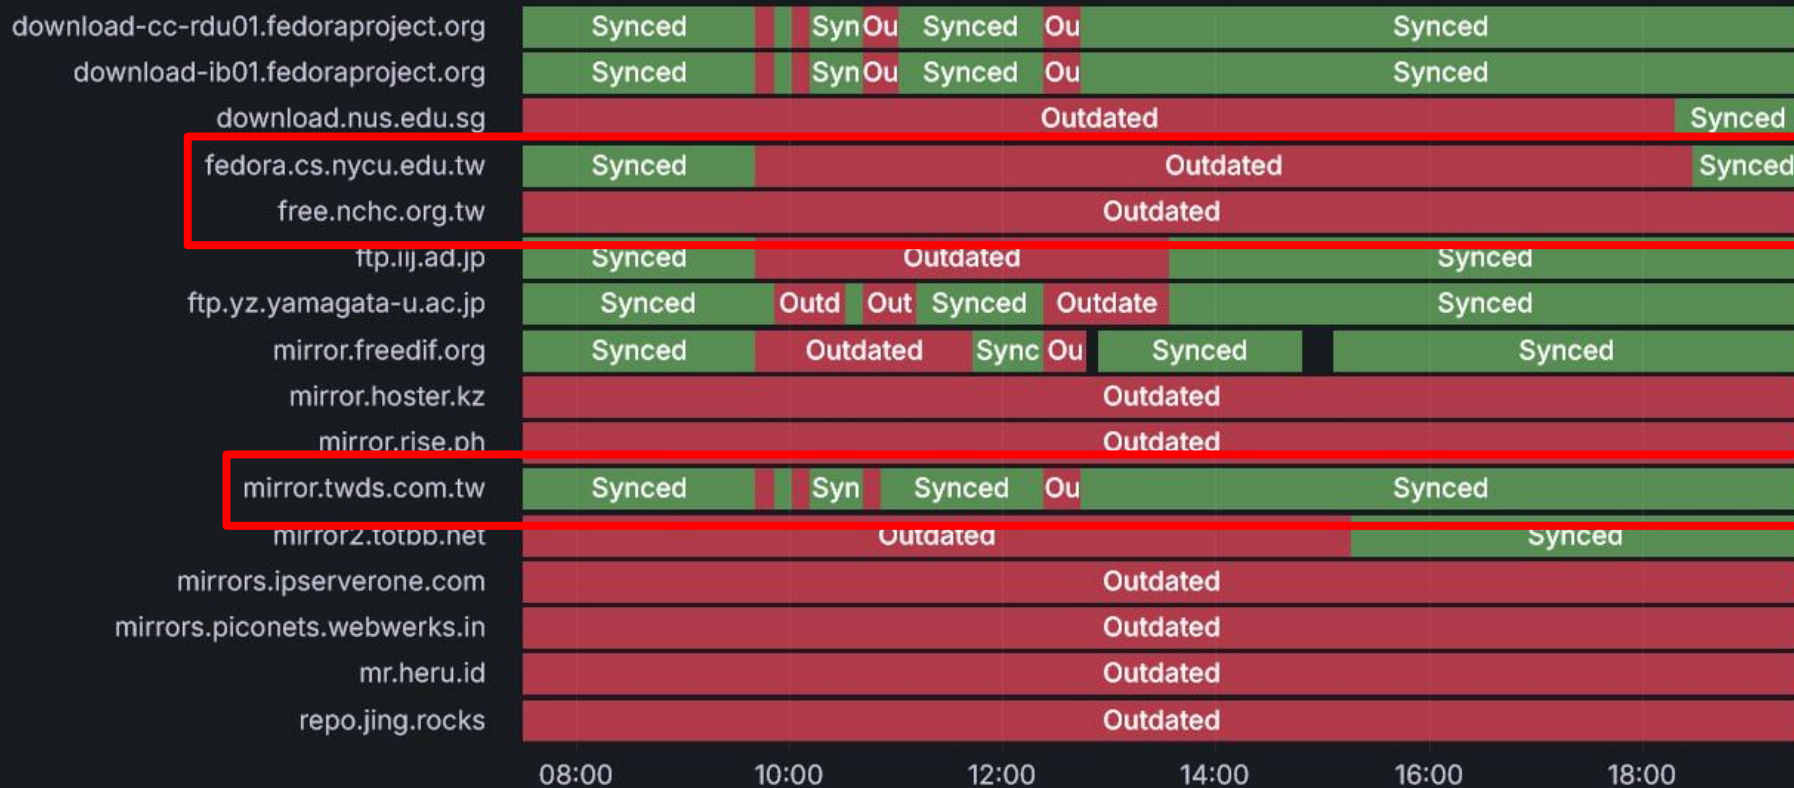 download-cc-rdu01.fedoraproject.org Synced Syn Ou Synced Ou Synced
download-ib01.fedoraproject.org Synced Syn Ou Synced Ou Synced
download.nus.edu.sg Outdated Synced
fedora.cs.nycu.edu.tw Synced Outdated Synced
free.nchc.org.tw Outdated
ftp.iij.ad.jp Synced Outdated Synced
ftp.yz.yamagata-u.ac.jp Synced Outd Out Synced Outdate Synced
mirror.freedif.org Synced Outdated Sync Ou Synced Synced
mirror.hoster.kz Outdated
mirror.rise.ph Outdated
mirror.twds.com.tw Synced Syn Synced Ou Synced
mirror2.totbb.net Outdated Synced
mirrors.ipserverone.com Outdated
mirrors.piconets.webwerks.in Outdated
mr.heru.id Outdated
repo.jing.rocks Outdated
08:00 10:00 12:00 14:00 16:00 18:00